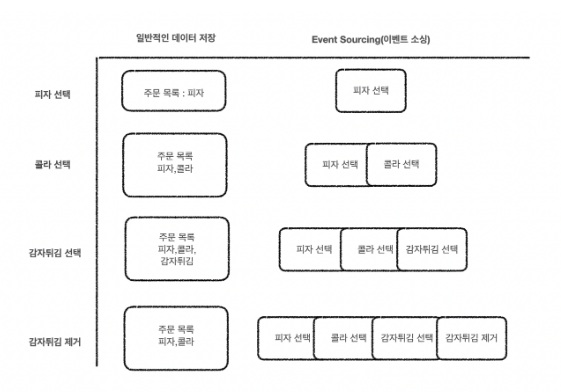 일반적인 데이터 저장
Event Sourcing(이벤트 소싱)
피자 선택
주문 목록 : 피자
피자 선택
콜라 선택
주문 목록
피자,콜라
피자 선택
콜라 선택
감자튀김 선택
주문 목록
피자,콜라,
감자튀김
피자 선택
콜라 선택
감자튀김 선택
감자튀김 제거
주문 목록
피자,콜라
피자 선택
콜라 선택
감자튀김 선택
감자튀김 제거